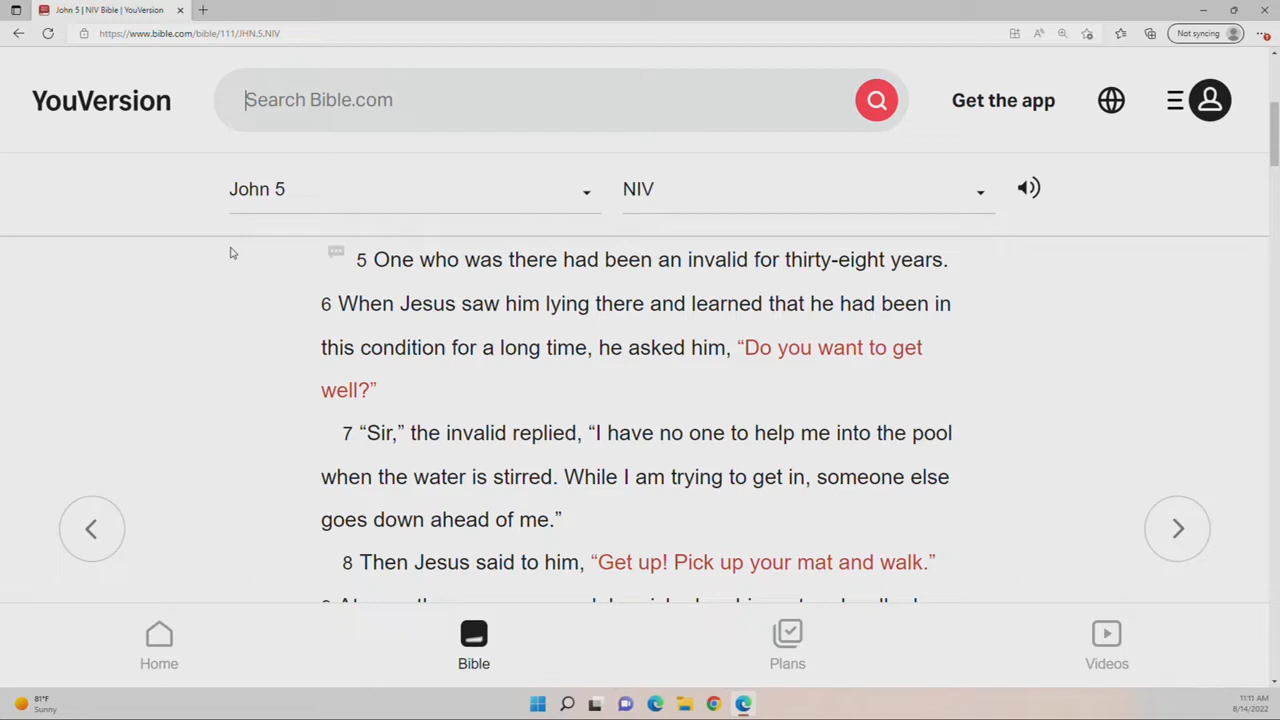 John 5 | NIV Bible | YouVersion
https://www.bible.com/bible/111/JHN.5.NIV
Not syncing
YouVersion
Search Bible.com
Get the app
John 5
NIV
5 One who was there had been an invalid for thirty-eight years.
6 When Jesus saw him lying there and learned that he had been in
this condition for a long time, he asked him, “Do you want to get
well?”
7 “Sir,” the invalid replied, “I have no one to help me into the pool
when the water is stirred. While I am trying to get in, someone else
goes down ahead of me.”
8 Then Jesus said to him, “Get up! Pick up your mat and walk.”
Home
Bible
Plans
Videos
81°F
Sunny
11:11 AM
8/14/2022